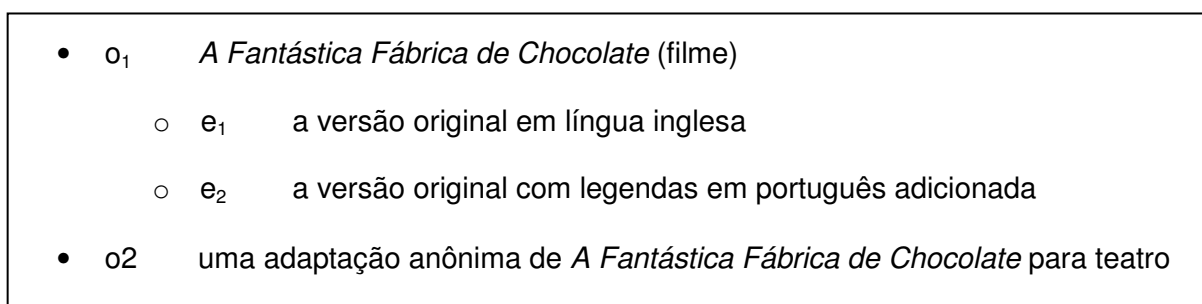 • o₁ A Fantástica Fábrica de Chocolate (filme)
○ e₁ a versão original em língua inglesa
○ e₂ a versão original com legendas em português adicionada
• o2 uma adaptação anônima de A Fantástica Fábrica de Chocolate para teatro